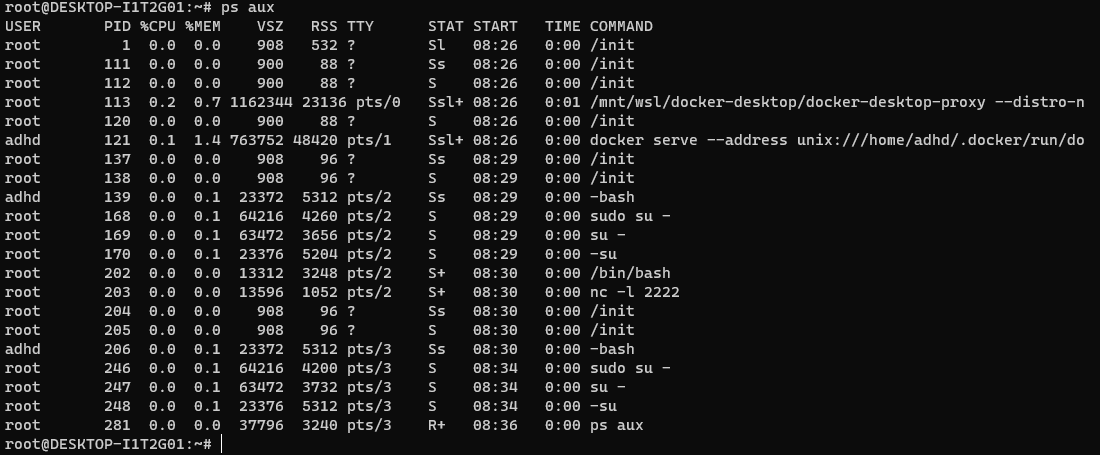 root@DESKTOP-I1T2G01:~# ps aux
USER       PID %CPU %MEM    VSZ   RSS TTY      STAT START   TIME COMMAND
root         1  0.0  0.0    908   532 ?        Sl   08:26   0:00 /init
root       111  0.0  0.0    900    88 ?        Ss   08:26   0:00 /init
root       112  0.0  0.0    900    88 ?        S    08:26   0:00 /init
root       113  0.2  0.7 1162344 23136 pts/0   Ssl+ 08:26   0:01 /mnt/wsl/docker-desktop/docker-desktop-proxy --distro-n
root       120  0.0  0.0    900    88 ?        S    08:26   0:00 /init
adhd       121  0.1  1.4 763752 48420 pts/1    Ssl+ 08:26   0:00 docker serve --address unix:///home/adhd/.docker/run/do
root       137  0.0  0.0    908    96 ?        Ss   08:29   0:00 /init
root       138  0.0  0.0    908    96 ?        S    08:29   0:00 /init
adhd       139  0.0  0.1  23372  5312 pts/2    Ss   08:29   0:00 -bash
root       168  0.0  0.1  64216  4260 pts/2    S    08:29   0:00 sudo su -
root       169  0.0  0.1  63472  3656 pts/2    S    08:29   0:00 su -
root       170  0.0  0.1  23376  5204 pts/2    S    08:29   0:00 -su
root       202  0.0  0.0  13312  3248 pts/2    S+   08:30   0:00 /bin/bash
root       203  0.0  0.0  13596  1052 pts/2    S+   08:30   0:00 nc -l 2222
root       204  0.0  0.0    908    96 ?        Ss   08:30   0:00 /init
root       205  0.0  0.0    908    96 ?        S    08:30   0:00 /init
adhd       206  0.0  0.1  23372  5312 pts/3    Ss   08:30   0:00 -bash
root       246  0.0  0.1  64216  4200 pts/3    S    08:34   0:00 sudo su -
root       247  0.0  0.1  63472  3732 pts/3    S    08:34   0:00 su -
root       248  0.0  0.1  23376  5312 pts/3    S    08:34   0:00 -su
root       281  0.0  0.0  37796  3240 pts/3    R+   08:36   0:00 ps aux
root@DESKTOP-I1T2G01:~#